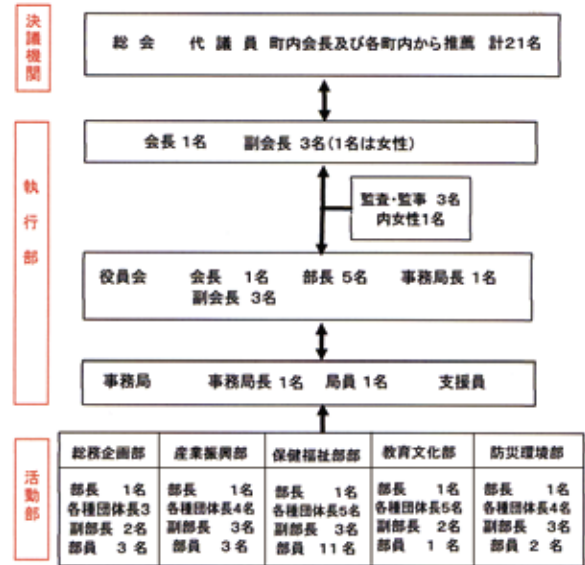 決議機関
総会 代議員 町内会長及び各町内から推薦 計21名
執行部
会長 1名 副会長 3名(1名は女性)
監査・監事 3名
内女性1名
役員会 会長 1名 部長 5名 事務局長 1名
副会長 3名
事務局 事務局長 1名 局員 1名 支援員
活動部
総務企画部 産業振興部 保健福祉部部 教育文化部 防災環境部
部長 1名 部長 1名 部長 1名 部長 1名 部長 1名
各種団体長3 各種団体長4名 各種団体長5名 各種団体長5名 各種団体長4名
副部長 2名 副部長 3名 副部長 3名 副部長 2名 副部長 3名
部員 3 名 部員 3 名 部員 11 名 部員 1 名 部員 2 名